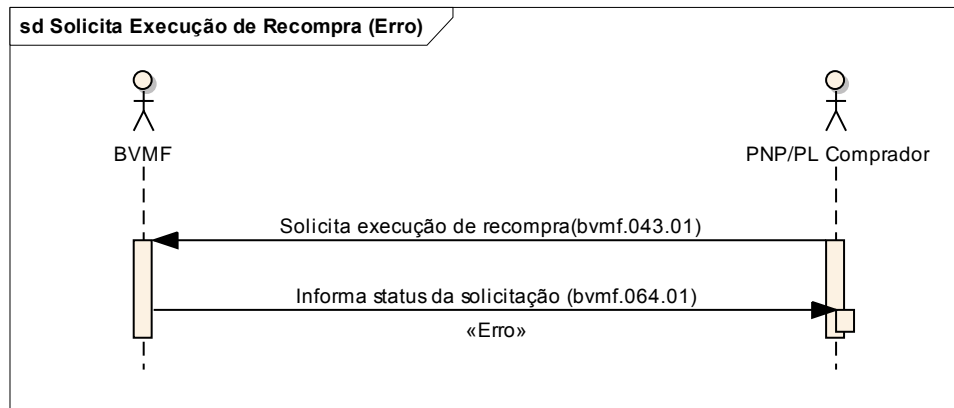 sd Solicita Execução de Recompra (Erro)
BVMF
PNP/PL Comprador
Solicita execução de recompra(bvmf.043.01)
Informa status da solicitação (bvmf.064.01)
«Erro»